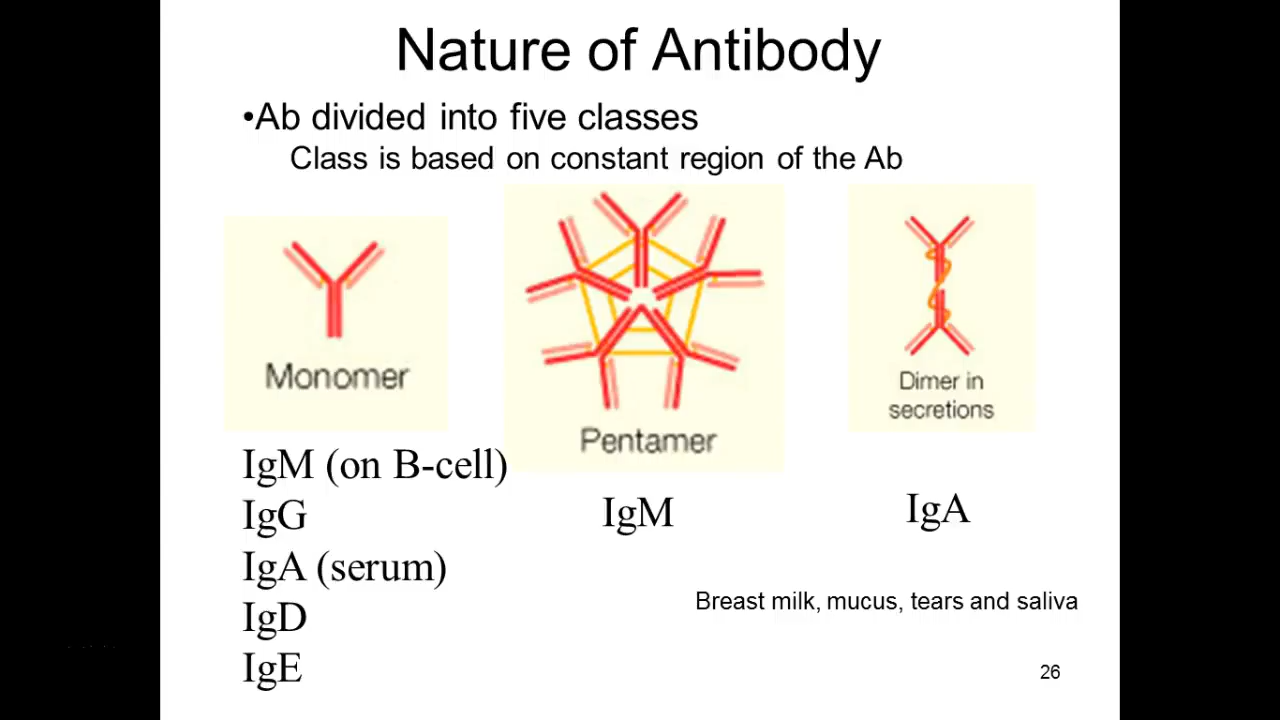 Nature of Antibody
•Ab divided into five classes
Class is based on constant region of the Ab
Monomer
Pentamer
Dimer in
secretions
IgM (on B-cell)
IgG
IgA (serum)
IgD
IgE
IgM
IgA
Breast milk, mucus, tears and saliva
26